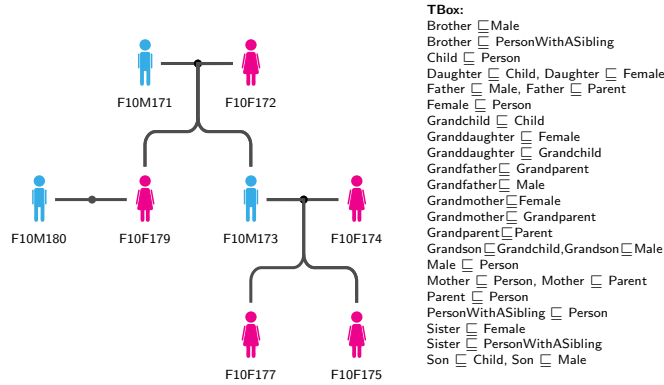 F10M171
F10F172
F10M180
F10F179
F10M173
F10F174
F10F177
F10F175
TBox:
Brother ⊑Male
Brother ⊑ PersonWithASibling
Child ⊑ Person
Daughter ⊑ Child, Daughter ⊑ Female
Father ⊑ Male, Father ⊑ Parent
Female ⊑ Person
Grandchild ⊑ Child
Granddaughter ⊑ Female
Granddaughter ⊑ Grandchild
Grandfather⊑ Grandparent
Grandfather⊑ Male
Grandmother⊑Female
Grandmother⊑ Grandparent
Grandparent⊑Parent
Grandson⊑Grandchild,Grandson⊑Male
Male ⊑ Person
Mother ⊑ Person, Mother ⊑ Parent
Parent ⊑ Person
PersonWithASibling ⊑ Person
Sister ⊑ Female
Sister ⊑ PersonWithASibling
Son ⊑ Child, Son ⊑ Male